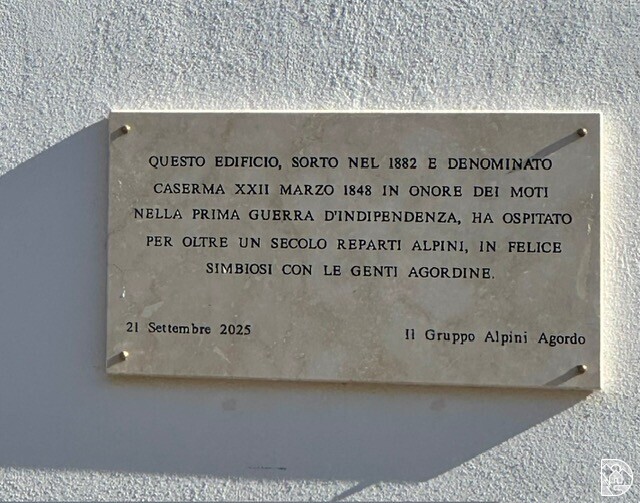 QUESTO EDIFICIO, SORTO NEL 1882 E DENOMINATO
CASERMA XXII MARZO 1848 IN ONORE DEI MOTI
NELLA PRIMA GUERRA D'INDIPENDENZA, HA OSPITATO
PER OLTRE UN SECOLO REPARTI ALPINI, IN FELICE
SIMBIOSI CON LE GENTI AGORDINE.
21 Settembre 2025 Il Gruppo Alpini Agordo